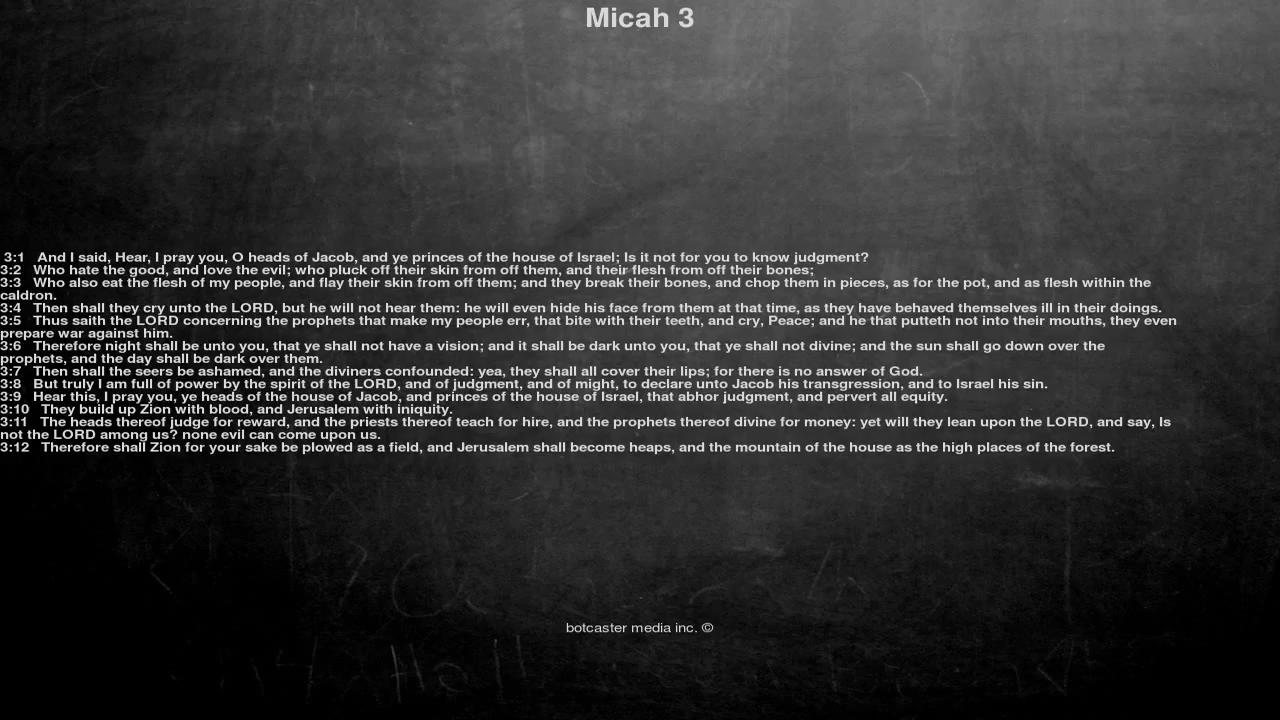 Micah 3
3:1 And I said, Hear, I pray you, O heads of Jacob, and ye princes of the house of Israel; Is it not for you to know judgment?
3:2 Who hate the good, and love the evil; who pluck off their skin from off them, and their flesh from off their bones;
3:3 Who also eat the flesh of my people, and flay their skin from off them; and they break their bones, and chop them in pieces, as for the pot, and as flesh within the
caldron.
3:4 Then shall they cry unto the LORD, but he will not hear them: he will even hide his face from them at that time, as they have behaved themselves ill in their doings.
3:5 Thus saith the LORD concerning the prophets that make my people err, that bite with their teeth, and cry, Peace; and he that putteth not into their mouths, they even
prepare war against him.
3:6 Therefore night shall be unto you, that ye shall not have a vision; and it shall be dark unto you, that ye shall not divine; and the sun shall go down over the
prophets, and the day shall be dark over them.
3:7 Then shall the seers be ashamed, and the diviners confounded: yea, they shall all cover their lips; for there is no answer of God.
3:8 But truly I am full of power by the spirit of the LORD, and of judgment, and of might, to declare unto Jacob his transgression, and to Israel his sin.
3:9 Hear this, I pray you, ye heads of the house of Jacob, and princes of the house of Israel, that abhor judgment, and pervert all equity.
3:10 They build up Zion with blood, and Jerusalem with iniquity.
3:11 The heads thereof judge for reward, and the priests thereof teach for hire, and the prophets thereof divine for money: yet will they lean upon the LORD, and say, Is
not the LORD among us? none evil can come upon us.
3:12 Therefore shall Zion for your sake be plowed as a field, and Jerusalem shall become heaps, and the mountain of the house as the high places of the forest.
botcaster media inc. ©